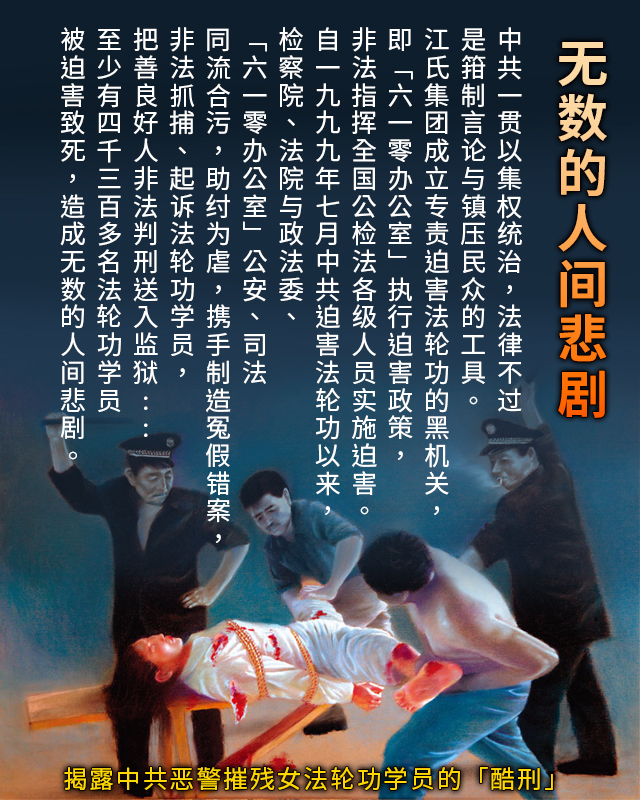 无数的人间悲剧
中共一贯以集权统治，法律不过
是箝制言论与镇压民众的工具。
江氏集团成立专责迫害法轮功的黑机关，
即「六一零办公室」执行迫害政策，
非法指挥全国公检法各级人员实施迫害。
自一九九九年七月中共迫害法轮功以来，
检察院、法院与政法委、
「六一零办公室」公安、司法
同流合污，助纣为虐，携手制造冤假错案，
非法抓捕、起诉法轮功学员，
把善良好人非法判刑送入监狱……
至少有四千三百多名法轮功学员
被迫害致死，造成无数的人间悲剧。
揭露中共恶警摧残女法轮功学员的「酷刑」